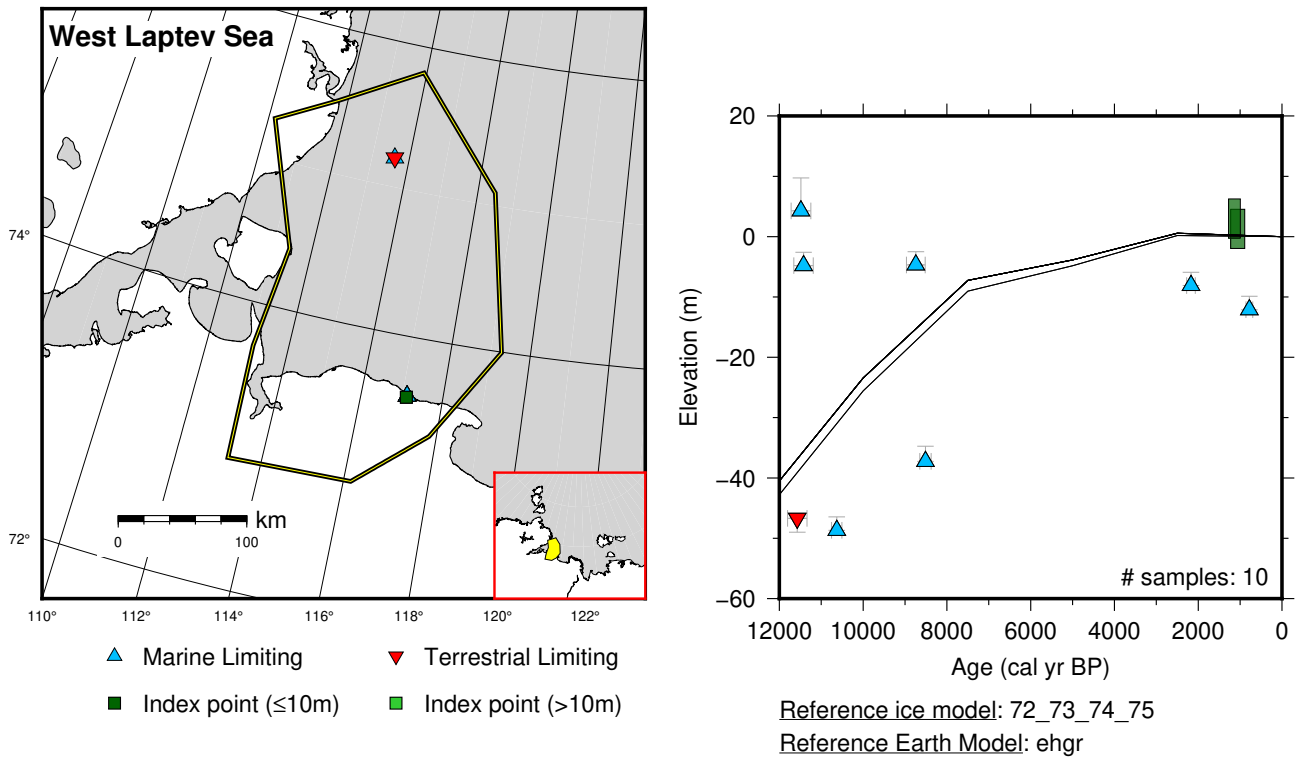 West Laptev Sea
74°
72°
110°
112°
114°
116°
118°
120°
122°
km
0
100
Marine Limiting
Terrestrial Limiting
Index point (≤10m)
Index point (>10m)
20
0
−20
−40
−60
Elevation (m)
# samples: 10
12000 10000 8000 6000 4000 2000 0
Age (cal yr BP)
Reference ice model: 72_73_74_75
Reference Earth Model: ehgr